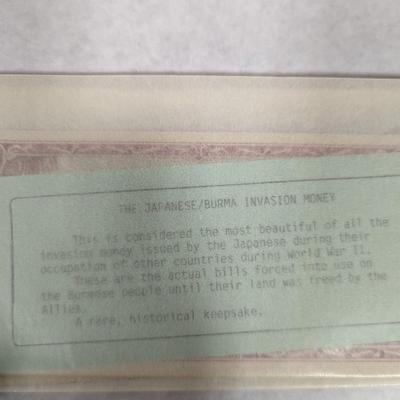 THE JAPANESE/BURMA INVASION MONEY
This is considered the most beautiful of all the
invasion money issued by the Japanese during their
occupation of other countries during World War II.
These are the actual bills forced into use on
the Burmese people until their land was freed by the
Allies.
A rare, historical keepsake.